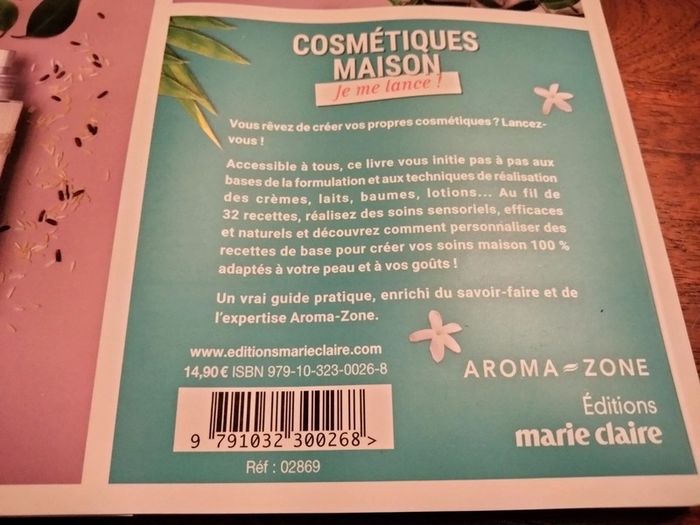 COSMÉTIQUES
MAISON
Je me lance !
Vous rêvez de créer vos propres cosmétiques ? Lancez-
vous !
Accessible à tous, ce livre vous initie pas à pas aux
bases de la formulation et aux techniques de réalisation
des crèmes, laits, baumes, lotions... Au fil de
32 recettes, réalisez des soins sensoriels, efficaces
et naturels et découvrez comment personnaliser des
recettes de base pour créer vos soins maison 100 %
adaptés à votre peau et à vos goûts !
Un vrai guide pratique, enrichi du savoir-faire et de
l'expertise Aroma-Zone.
www.editionsmarieclaire.com
14,90 € ISBN 979-10-323-0026-8
9 791032 300268 >
Réf : 02869
AROMA-ZONE
Éditions
marie claire